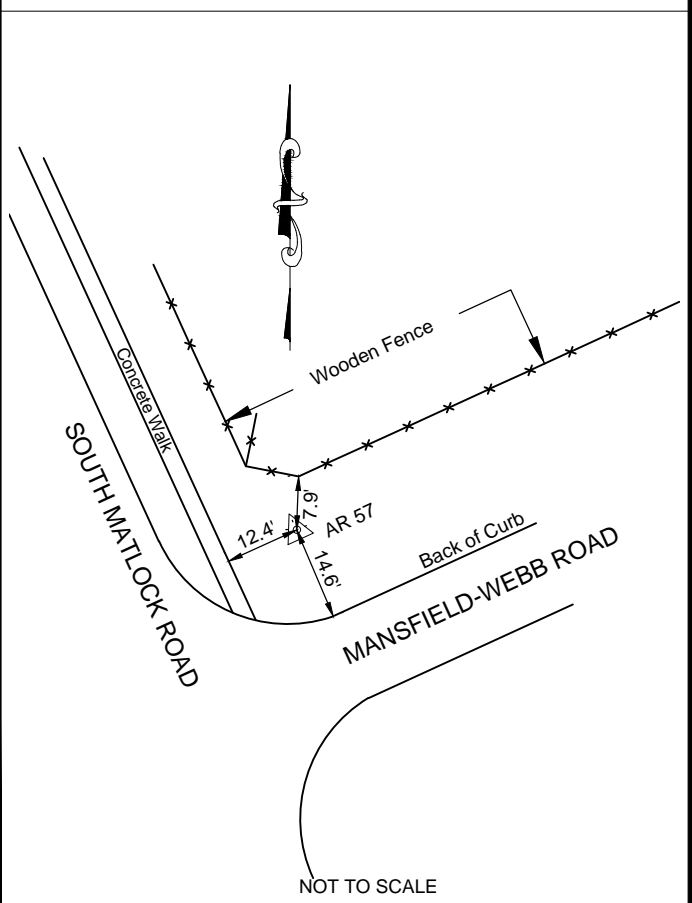 Wooden Fence
Concrete Walk
SOUTH MATLOCK ROAD
7.9'
12.4'
AR 57
14.6'
Back of Curb
MANSFIELD-WEBB ROAD
NOT TO SCALE